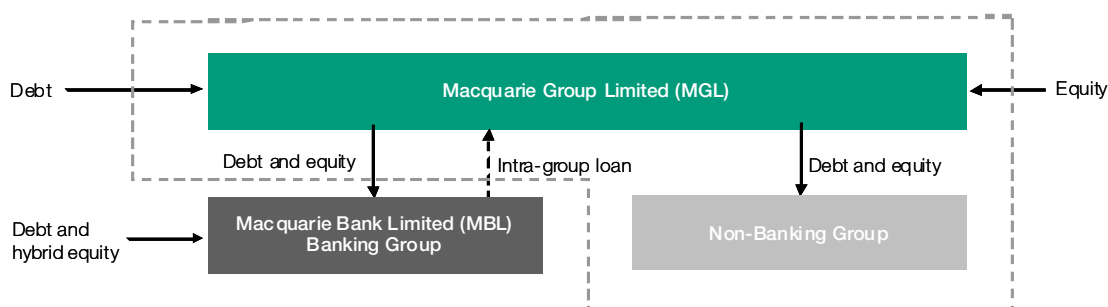 Macquarie Group Limited (MGL)
Debt
Equity
Debt and equity
Intra-group loan
Debt and equity
Macquarie Bank Limited (MBL)
Banking Group
Debt and
hybrid equity
Non-Banking Group